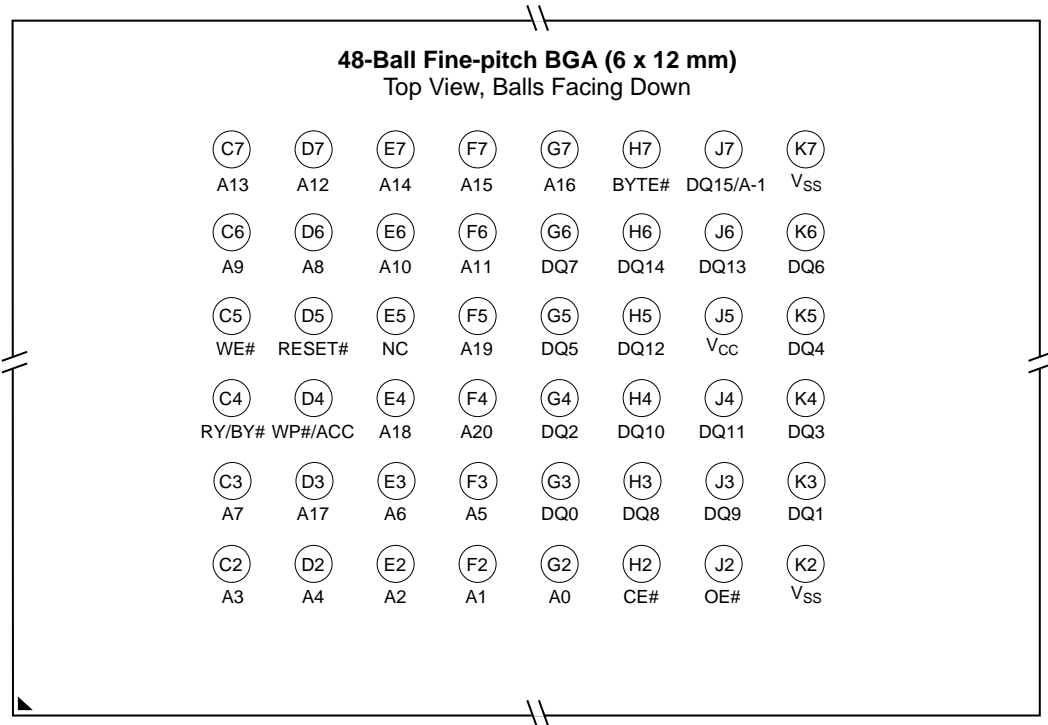 48-Ball Fine-pitch BGA (6 x 12 mm)
Top View, Balls Facing Down
C7 D7 E7 F7 G7 H7 J7 K7
A13 A12 A14 A15 A16 BYTE# DQ15/A-1 VSS
C6 D6 E6 F6 G6 H6 J6 K6
A9 A8 A10 A11 DQ7 DQ14 DQ13 DQ6
C5 D5 E5 F5 G5 H5 J5 K5
WE# RESET# NC A19 DQ5 DQ12 VCC DQ4
C4 D4 E4 F4 G4 H4 J4 K4
RY/BY# WP#/ACC A18 A20 DQ2 DQ10 DQ11 DQ3
C3 D3 E3 F3 G3 H3 J3 K3
A7 A17 A6 A5 DQ0 DQ8 DQ9 DQ1
C2 D2 E2 F2 G2 H2 J2 K2
A3 A4 A2 A1 A0 CE# OE# VSS